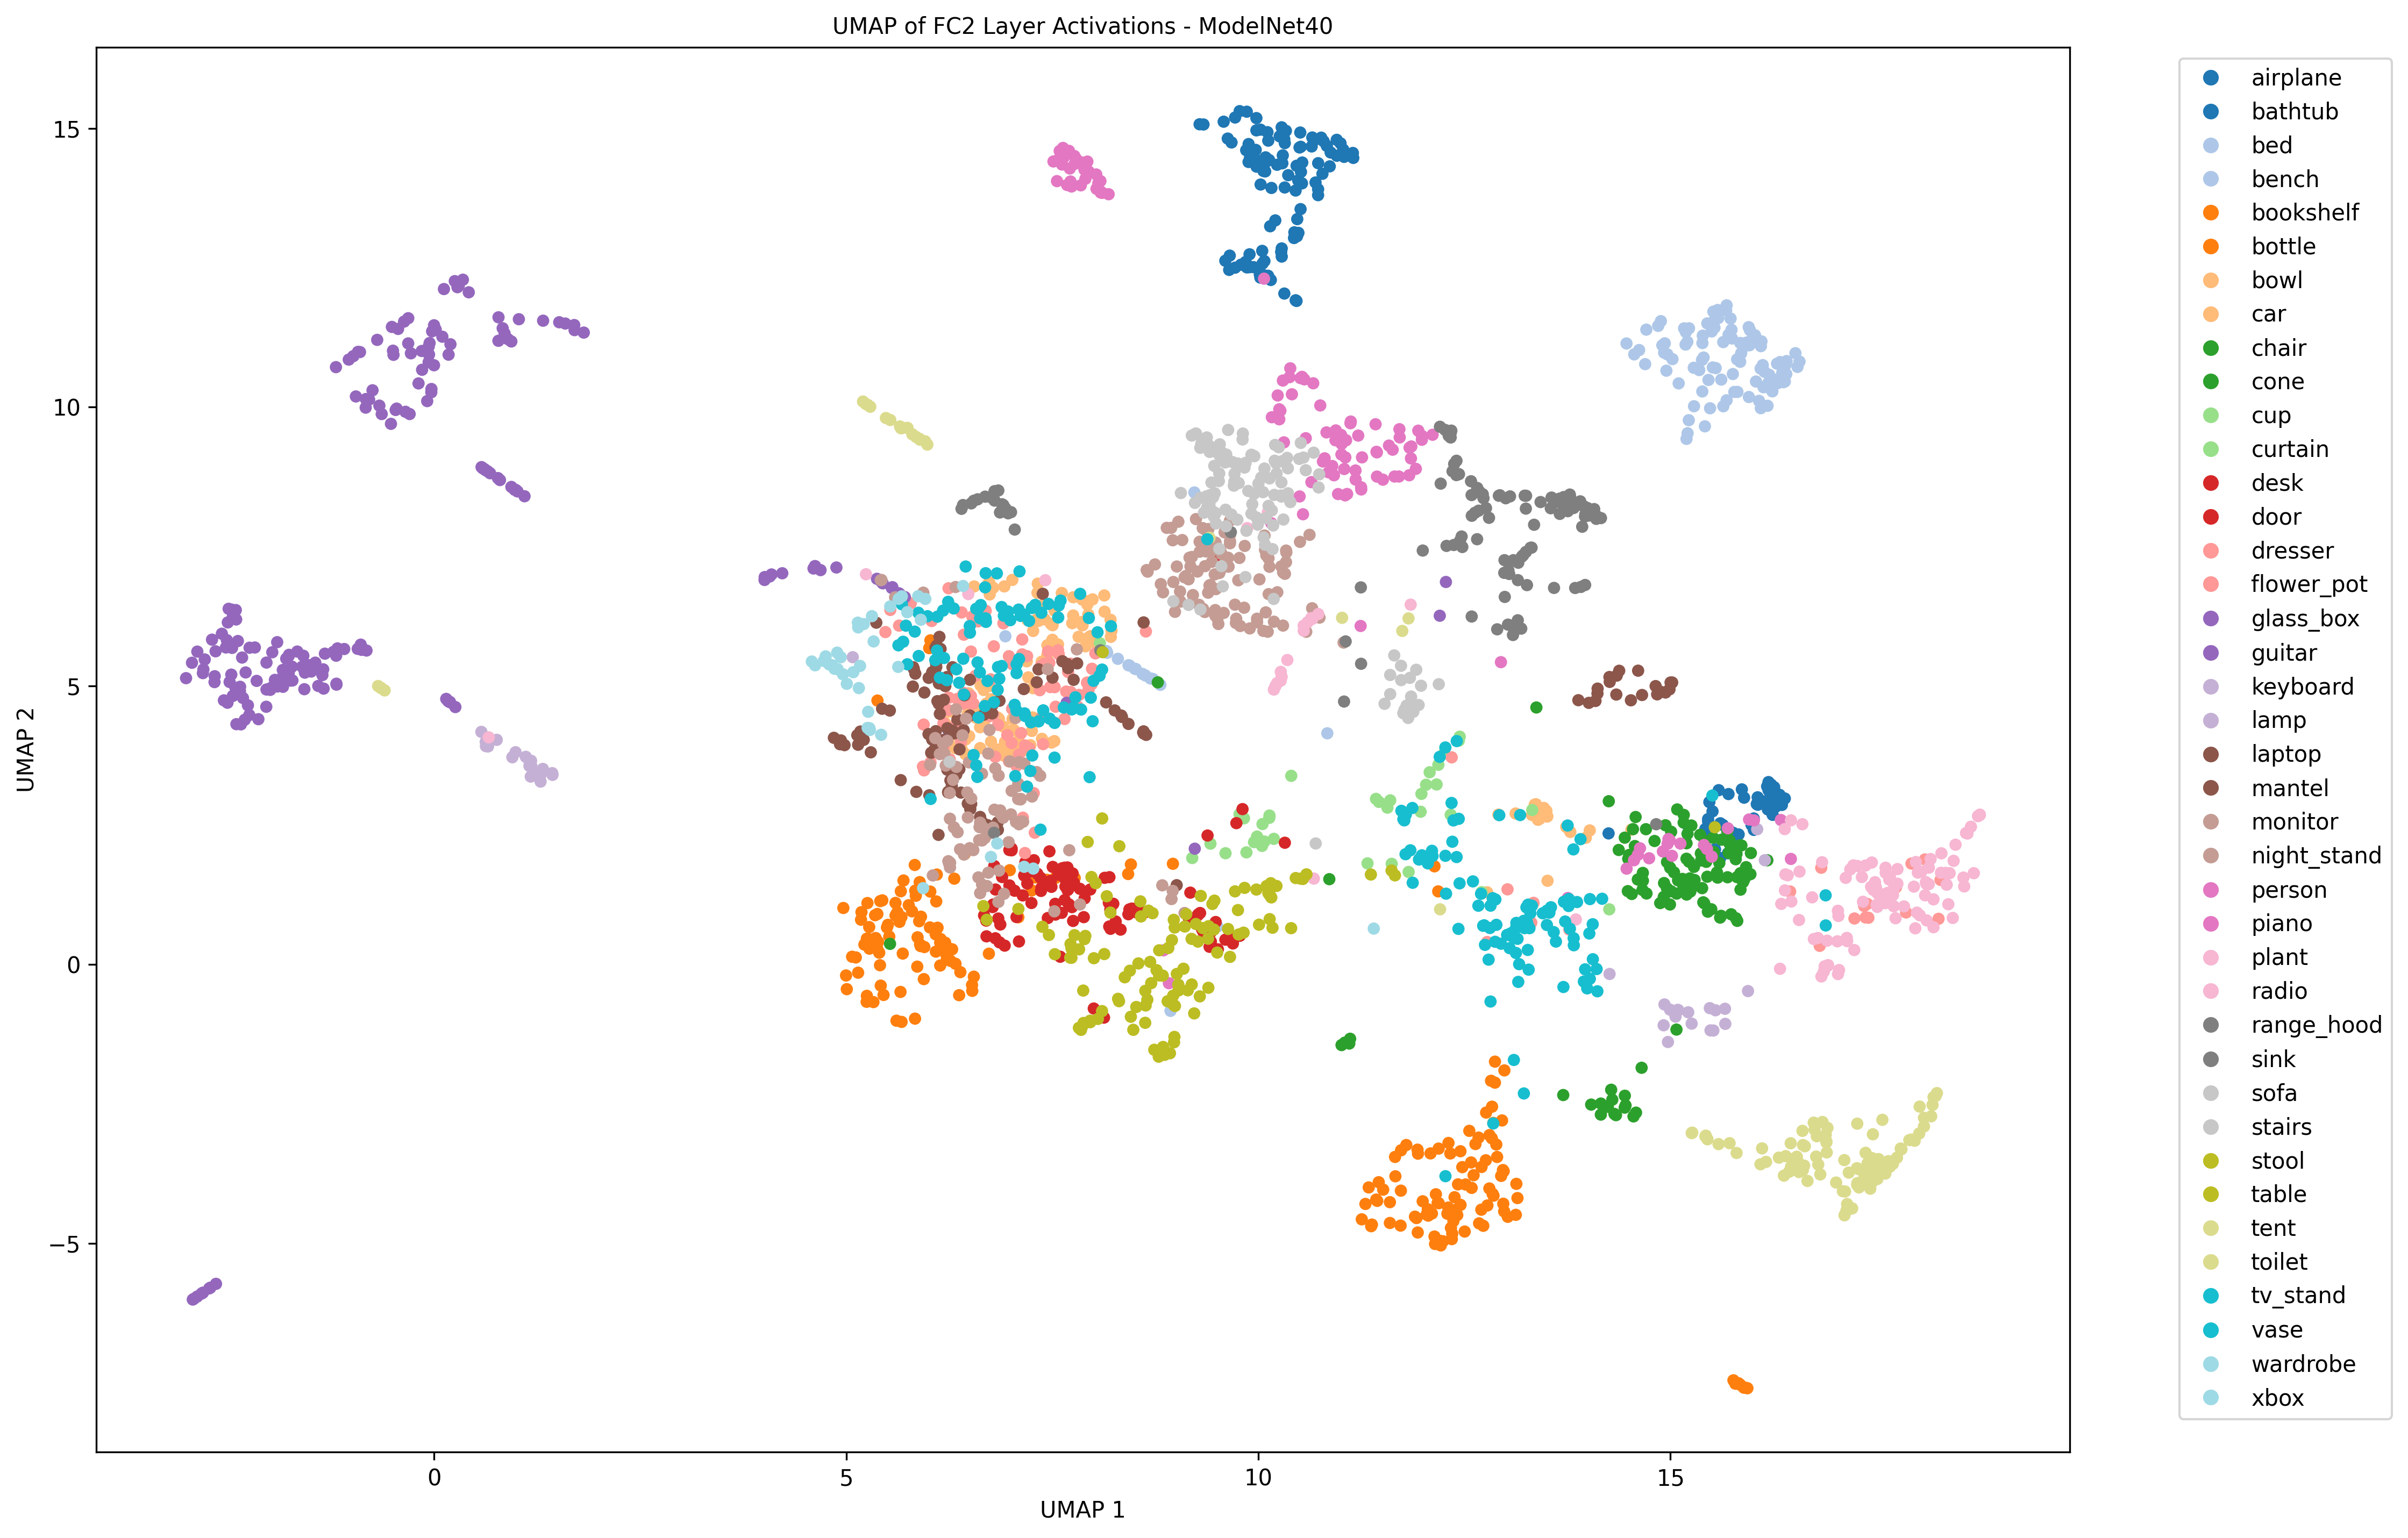 UMAP of FC2 Layer Activations - ModelNet40
15
10
5
0
−5
UMAP 2
0
5
10
15
UMAP 1
airplane
bathtub
bed
bench
bookshelf
bottle
bowl
car
chair
cone
cup
curtain
desk
door
dresser
flower_pot
glass_box
guitar
keyboard
lamp
laptop
mantel
monitor
night_stand
person
piano
plant
radio
range_hood
sink
sofa
stairs
stool
table
tent
toilet
tv_stand
vase
wardrobe
xbox